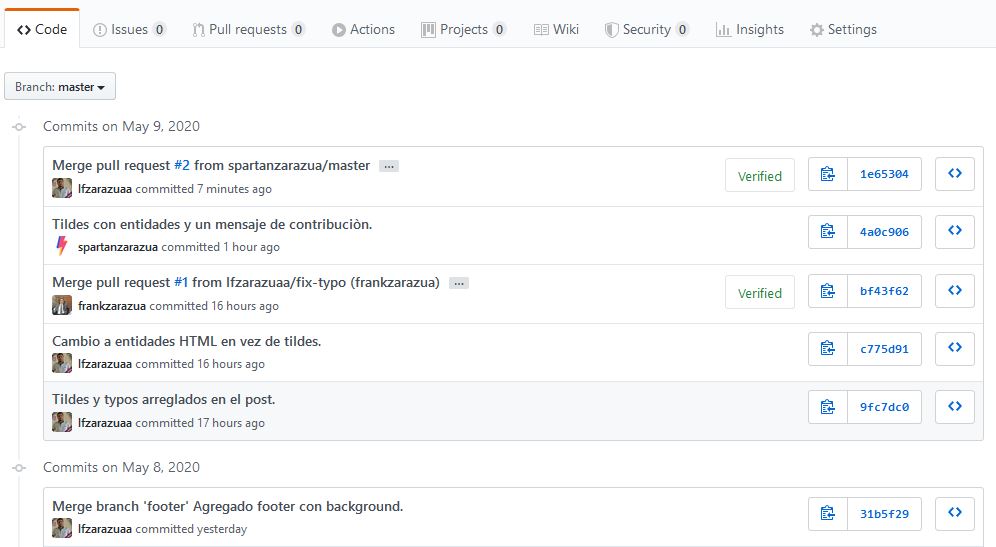 Code Issues 0 Pull requests 0 Actions Projects 0 Wiki Security 0 Insights Settings
Branch: master
Commits on May 9, 2020
Merge pull request #2 from spartanzarazua/master ...
lfzarazuaa committed 7 minutes ago
Verified
1e65304
Tildes con entidades y un mensaje de contribuciòn.
spartanzarazua committed 1 hour ago
4a0c906
Merge pull request #1 from lfzarazuaa/fix-typo (frankzarazua) ...
frankzarazua committed 16 hours ago
Verified
bf43f62
Cambio a entidades HTML en vez de tildes.
lfzarazuaa committed 16 hours ago
c775d91
Tildes y typos arreglados en el post.
lfzarazuaa committed 17 hours ago
9fc7dc0
Commits on May 8, 2020
Merge branch 'footer' Agregado footer con background.
lfzarazuaa committed yesterday
31b5f29